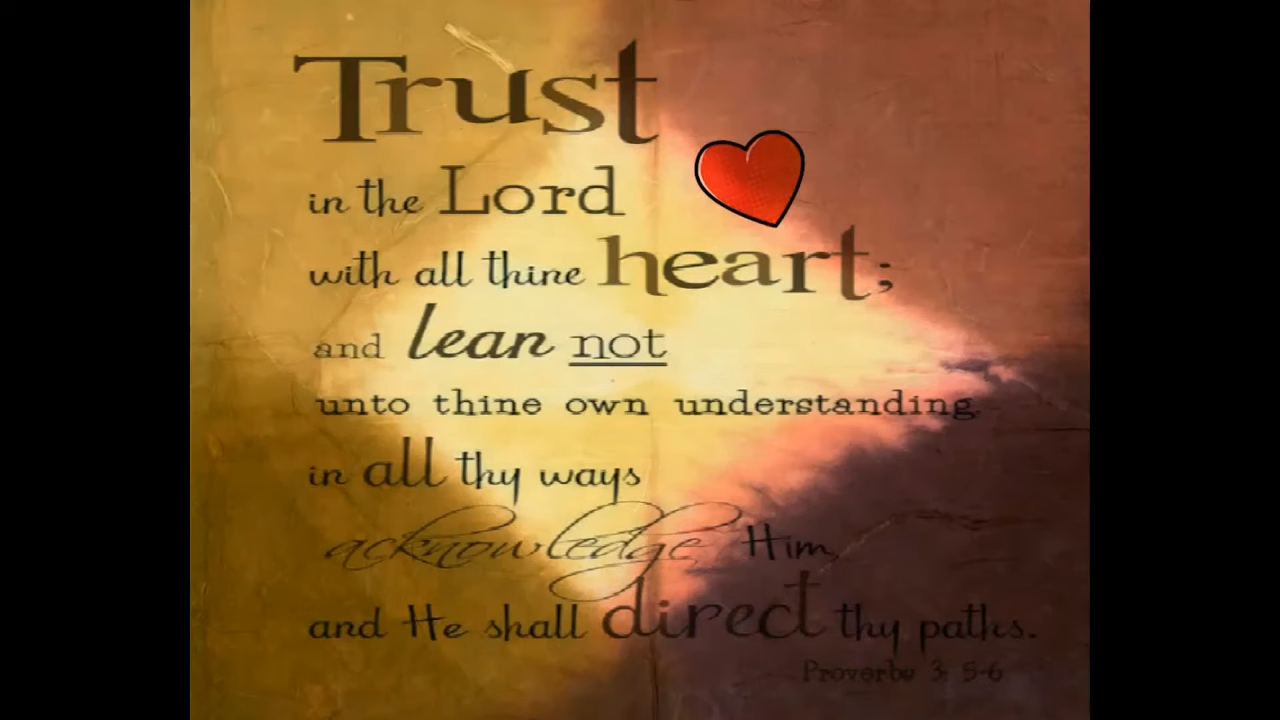 Trust
in the Lord
with all thine heart;
and lean not
unto thine own understanding
in all thy ways
acknowledge Him,
and He shall direct thy paths.
Proverbs 3: 5-6